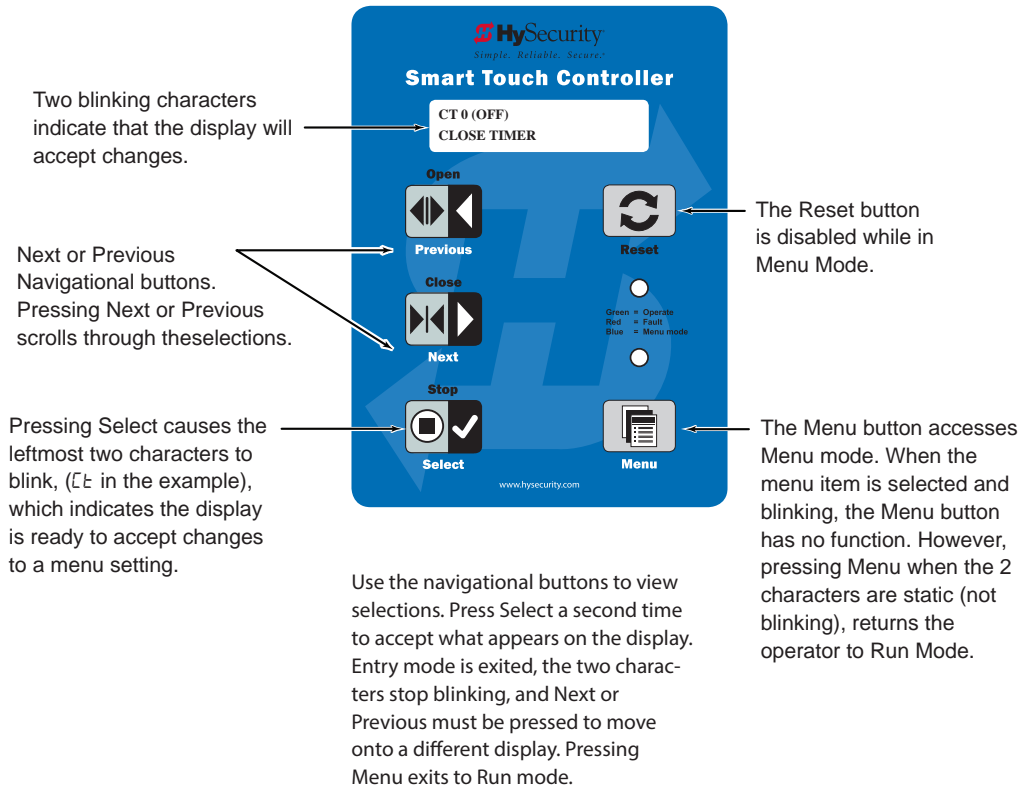 HySecurity
Simple. Reliable. Secure.
Smart Touch Controller
Two blinking characters
indicate that the display will
accept changes.
CT 0 (OFF)
CLOSE TIMER
Open
Previous
Reset
The Reset button
is disabled while in
Menu Mode.
Next or Previous
Navigational buttons.
Pressing Next or Previous
scrolls through theselections.
Close
Next
Green = Operate
Red = Fault
Blue = Menu mode
Stop
Select
Menu
www.hysecurity.com
Pressing Select causes the
leftmost two characters to
blink, (Ct in the example),
which indicates the display
is ready to accept changes
to a menu setting.
The Menu button accesses
Menu mode. When the
menu item is selected and
blinking, the Menu button
has no function. However,
pressing Menu when the 2
characters are static (not
blinking), returns the
operator to Run Mode.
Use the navigational buttons to view
selections. Press Select a second time
to accept what appears on the display.
Entry mode is exited, the two charac-
ters stop blinking, and Next or
Previous must be pressed to move
onto a different display. Pressing
Menu exits to Run mode.